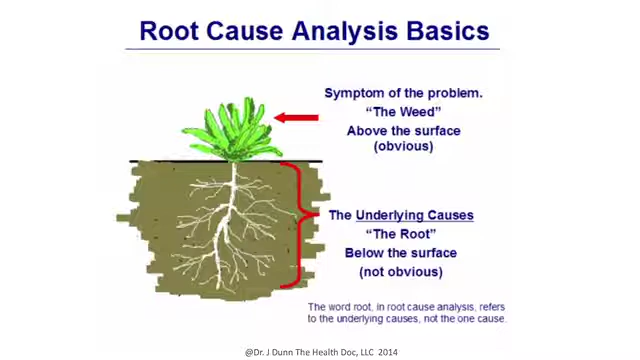 Root Cause Analysis Basics
Symptom of the problem.
“The Weed”
Above the surface
(obvious)
The Underlying Causes
“The Root”
Below the surface
(not obvious)
The word root, in root cause analysis, refers
to the underlying causes, not the one cause.
@Dr. J Dunn The Health Doc, LLC 2014